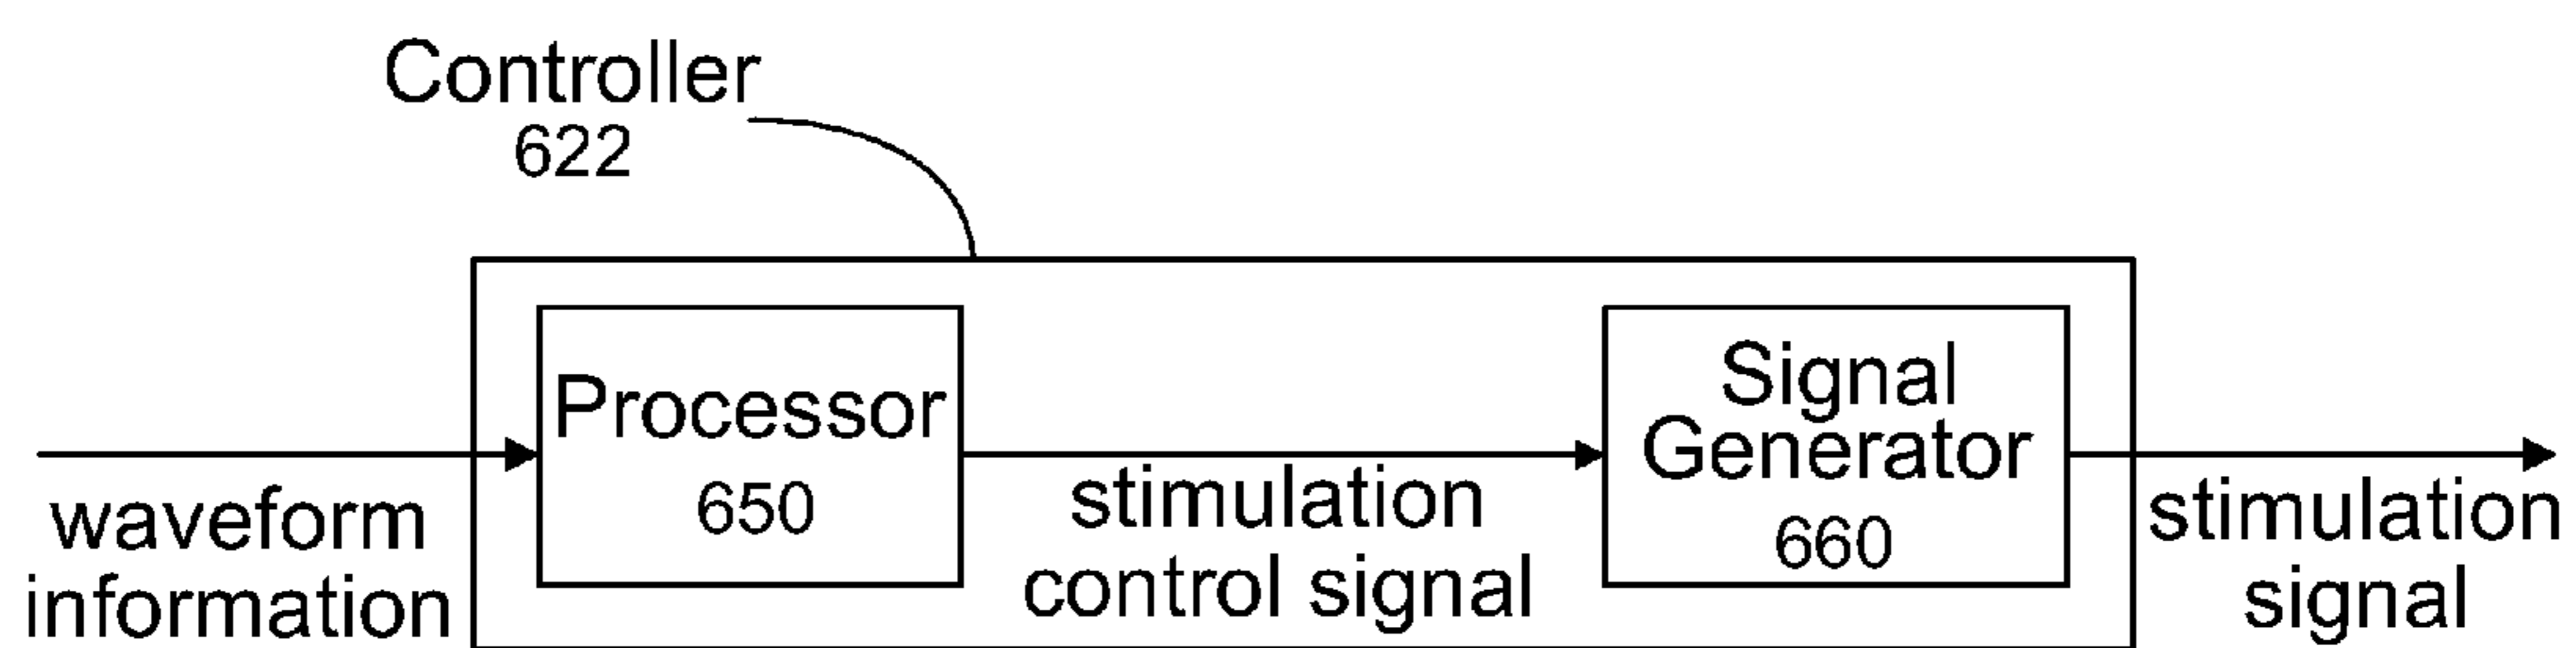 Controller
622
waveform
information
Processor
650
stimulation
control signal
Signal
Generator
660
stimulation
signal